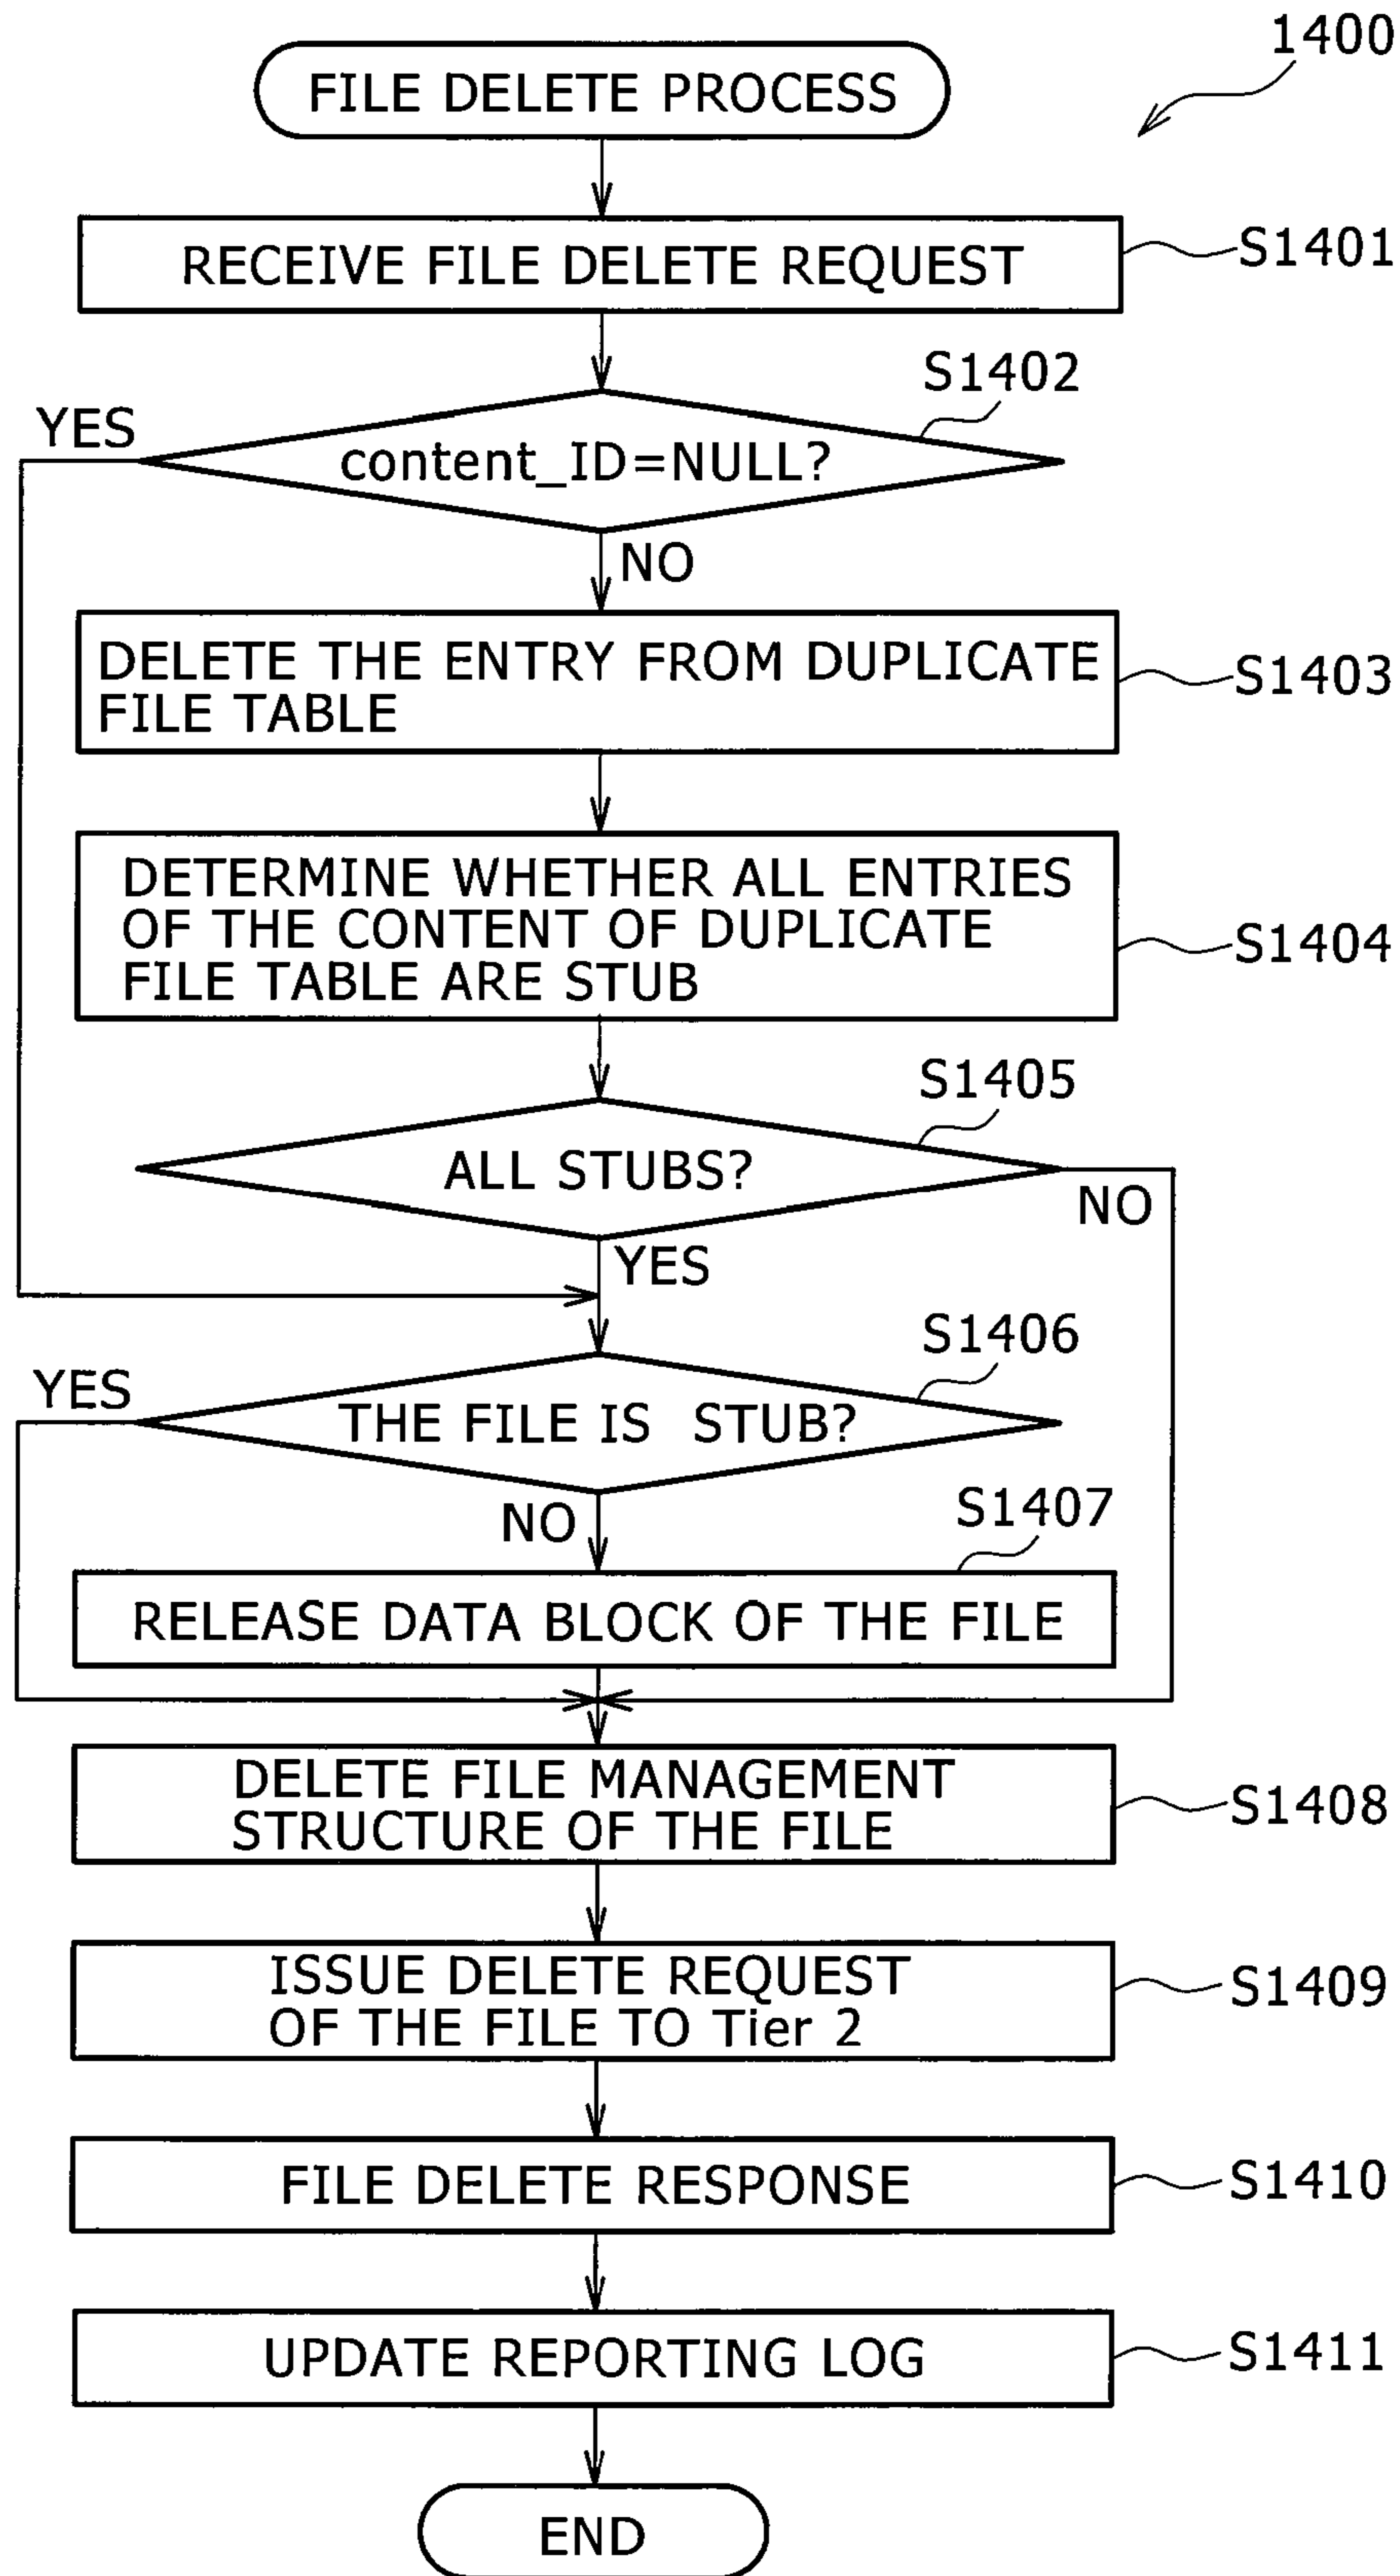 1400
FILE DELETE PROCESS
RECEIVE FILE DELETE REQUEST
S1401
S1402
YES
content_ID=NULL?
NO
DELETE THE ENTRY FROM DUPLICATE
FILE TABLE
S1403
DETERMINE WHETHER ALL ENTRIES
OF THE CONTENT OF DUPLICATE
FILE TABLE ARE STUB
S1404
S1405
ALL STUBS?
NO
YES
S1406
YES
THE FILE IS STUB?
NO
S1407
RELEASE DATA BLOCK OF THE FILE
DELETE FILE MANAGEMENT
STRUCTURE OF THE FILE
S1408
ISSUE DELETE REQUEST
OF THE FILE TO Tier 2
S1409
FILE DELETE RESPONSE
S1410
UPDATE REPORTING LOG
S1411
END